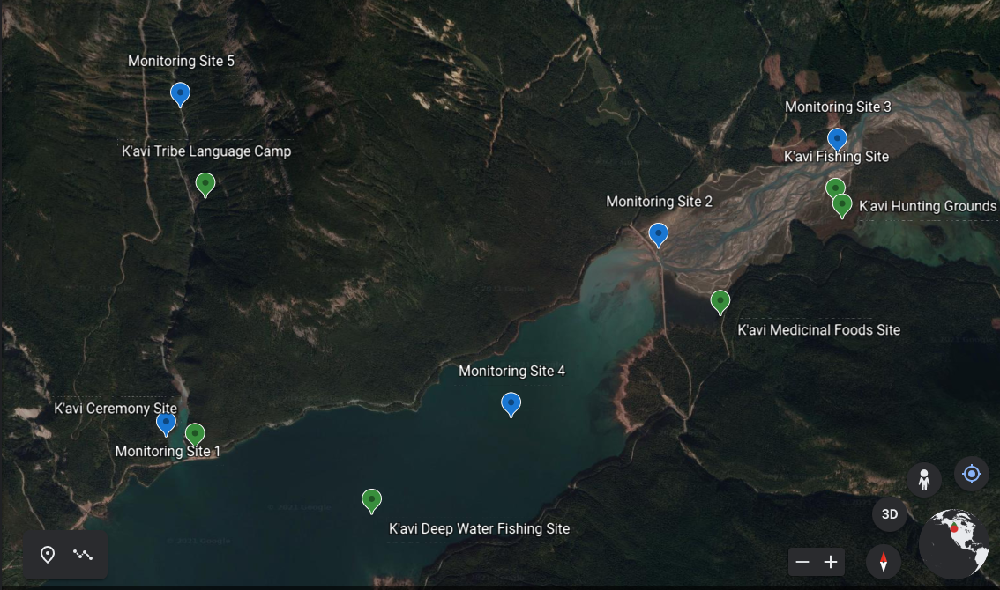 Monitoring Site 5
K'avi Tribe Language Camp
Monitoring Site 3
K'avi Fishing Site
Monitoring Site 2
K'avi Hunting Grounds
K'avi Medicinal Foods Site
Monitoring Site 4
K'avi Ceremony Site
Monitoring Site 1
K'avi Deep Water Fishing Site
3D